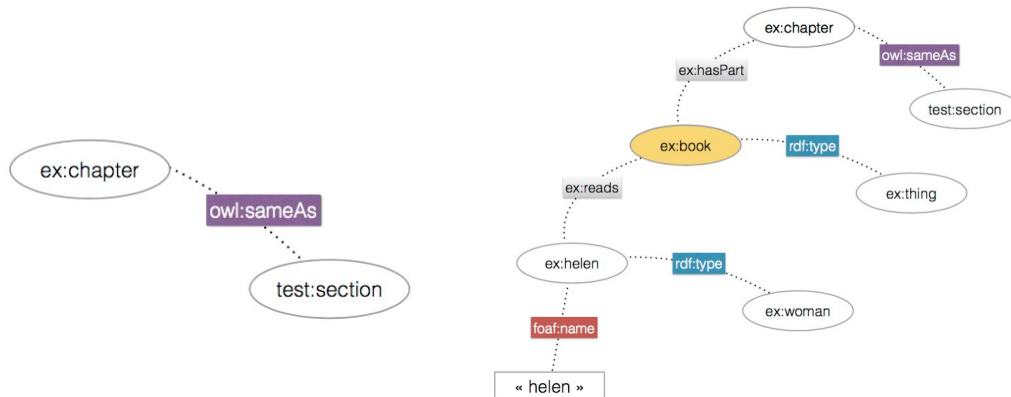 ex:chapter
owl:sameAs
test:section
ex:chapter
owl:sameAs
ex:hasPart
test:section
ex:book
rdf:type
ex:reads
ex:thing
ex:helen
rdf:type
ex:woman
foaf:name
« helen »